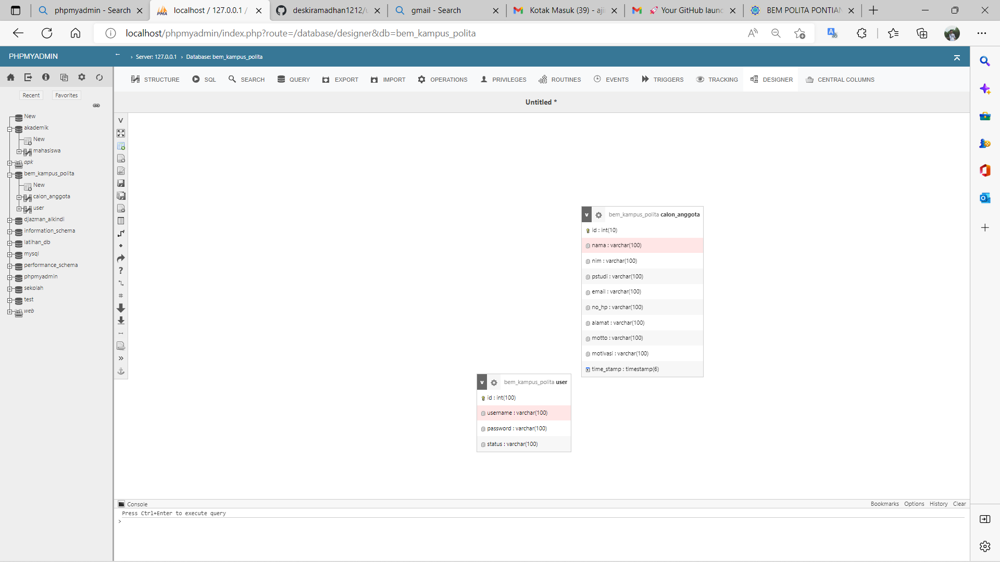 phpmyadmin - Search
localhost / 127.0.0.1 /
deskiramadhan1212/
gmail - Search
Kotak Masuk (39) - aji
🚀 Your GitHub laun
BEM POLITA PONTIAN
localhost/phpmyadmin/index.php?route=/database/designer&db=bem_kampus_polita
PHPMYADMIN
← › Server: 127.0.0.1 › Database: bem_kampus_polita
STRUCTURE SQL SEARCH QUERY EXPORT IMPORT OPERATIONS PRIVILEGES ROUTINES EVENTS TRIGGERS TRACKING DESIGNER CENTRAL COLUMNS
Recent Favorites
Untitled *
New
akademik
New
mahasiswa
apk
bem_kampus_polita
New
calon_anggota
user
djazman_alkindi
information_schema
latihan_db
mysql
performance_schema
phpmyadmin
sekolah
test
web
v bem_kampus_polita calon_anggota
id : int(10)
nama : varchar(100)
nim : varchar(100)
pstudi : varchar(100)
email : varchar(100)
no_hp : varchar(100)
alamat : varchar(100)
motto : varchar(100)
motivasi : varchar(100)
time_stamp : timestamp(6)
v bem_kampus_polita user
id : int(100)
username : varchar(100)
password : varchar(100)
status : varchar(100)
Console
Bookmarks Options History Clear
Press Ctrl+Enter to execute query
>